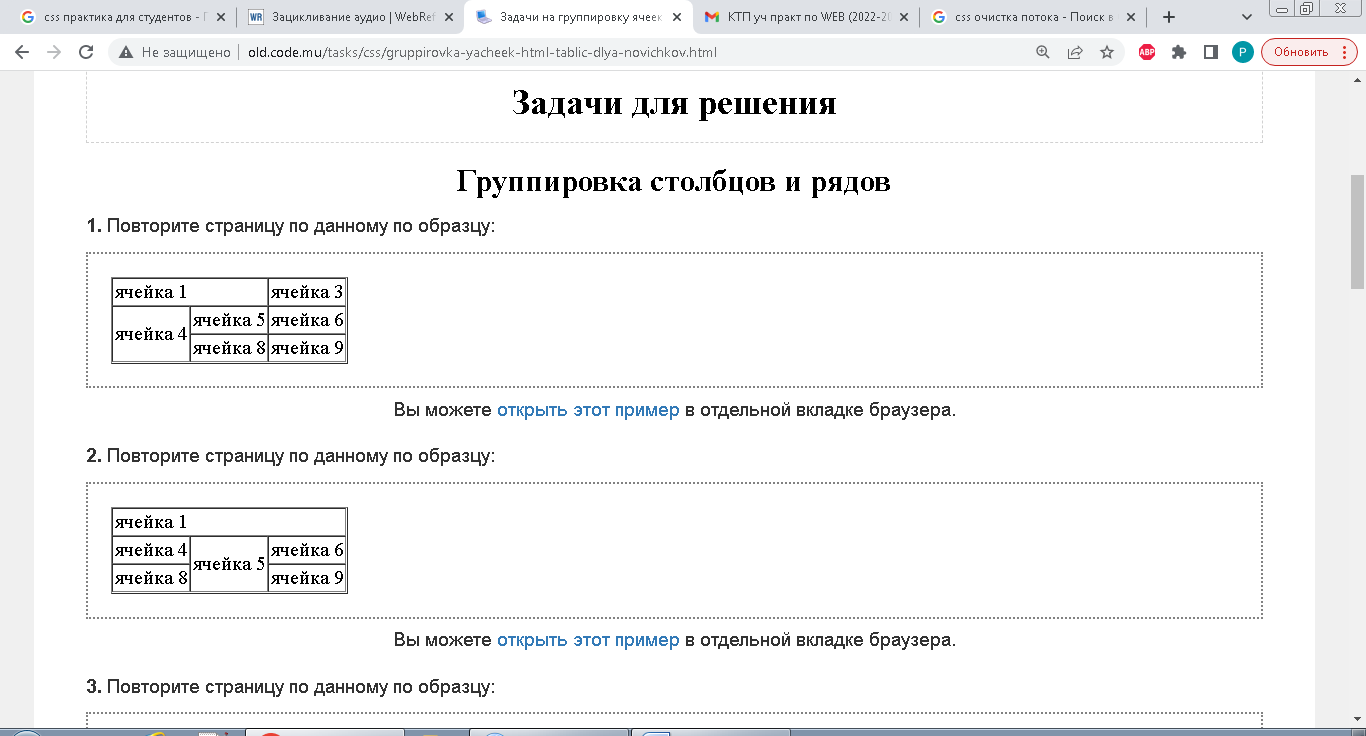 css практика для студентов - Г
Зацикливание аудио | WebRef
Задачи на группировку ячеек
КТП уч практ по WEB (2022-20
css очистка потока - Поиск в
Не защищено
old.code.mu/tasks/css/gruppirovka-yacheek-html-tablic-dlya-novichkov.html
ABP
P
Обновить
Задачи для решения
Группировка столбцов и рядов
1. Повторите страницу по данному по образцу:
ячейка 1 ячейка 3
ячейка 4 ячейка 5 ячейка 6
ячейка 8 ячейка 9
Вы можете открыть этот пример в отдельной вкладке браузера.
2. Повторите страницу по данному по образцу:
ячейка 1
ячейка 4 ячейка 5 ячейка 6
ячейка 8 ячейка 9
Вы можете открыть этот пример в отдельной вкладке браузера.
3. Повторите страницу по данному по образцу: